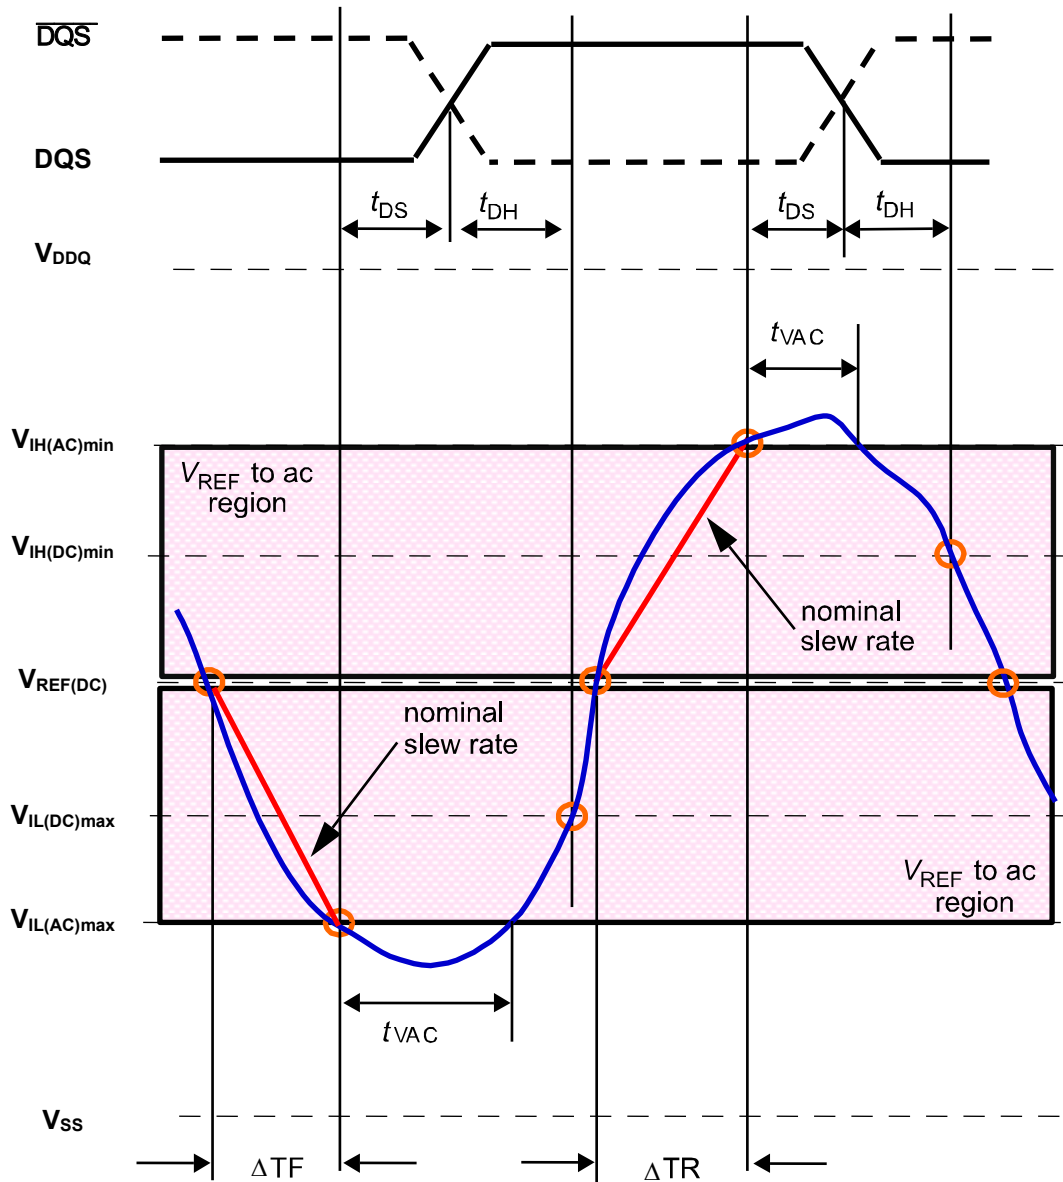 DQS
DQS
tDS
tDH
tDS
tDH
VDDQ
tVAC
VIH(AC)min
VREF to ac
region
VIH(DC)min
nominal
slew rate
VREF(DC)
nominal
slew rate
VIL(DC)max
VREF to ac
region
VIL(AC)max
tVAC
VSS
ΔTF
ΔTR